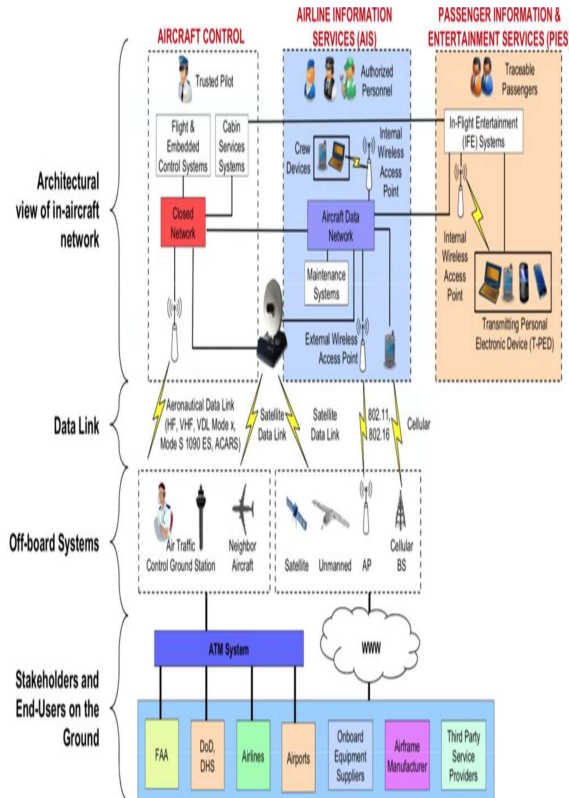 AIRCRAFT CONTROL
AIRLINE INFORMATION
SERVICES (AIS)
PASSENGER INFORMATION &
ENTERTAINMENT SERVICES (PIES
Architectural
view of in-aircraft
network
Trusted Pilot
Flight &
Embedded
Control Systems
Cabin
Services
Systems
Closed
Network
Authorized
Personnel
Crew
Devices
Internal
Wireless
Access
Point
Aircraft Data
Network
Maintenance
Systems
External Wireless
Access Point
Traceable
Passengers
In-Flight Entertainment
(IFE) Systems
Internal
Wireless
Access
Point
Transmitting Personal
Electronic Device (T-PED)
Data Link
Aeronautical Data Link
(HF, VHF, VDL Mode x,
Mode S 1090 ES, ACARS)
Satellite
Data Link
Satellite
Data Link
802.11,
802.16
Cellular
Off-board Systems
Air Traffic
Control Ground Station
Neighbor
Aircraft
Satellite
Unmanned
AP
Cellular
BS
Stakeholders and
End-Users on the
Ground
ATM System
WWW
FAA
DoD,
DHS
Airlines
Airports
Onboard
Equipment
Suppliers
Airframe
Manufacturer
Third Party
Service
Providers